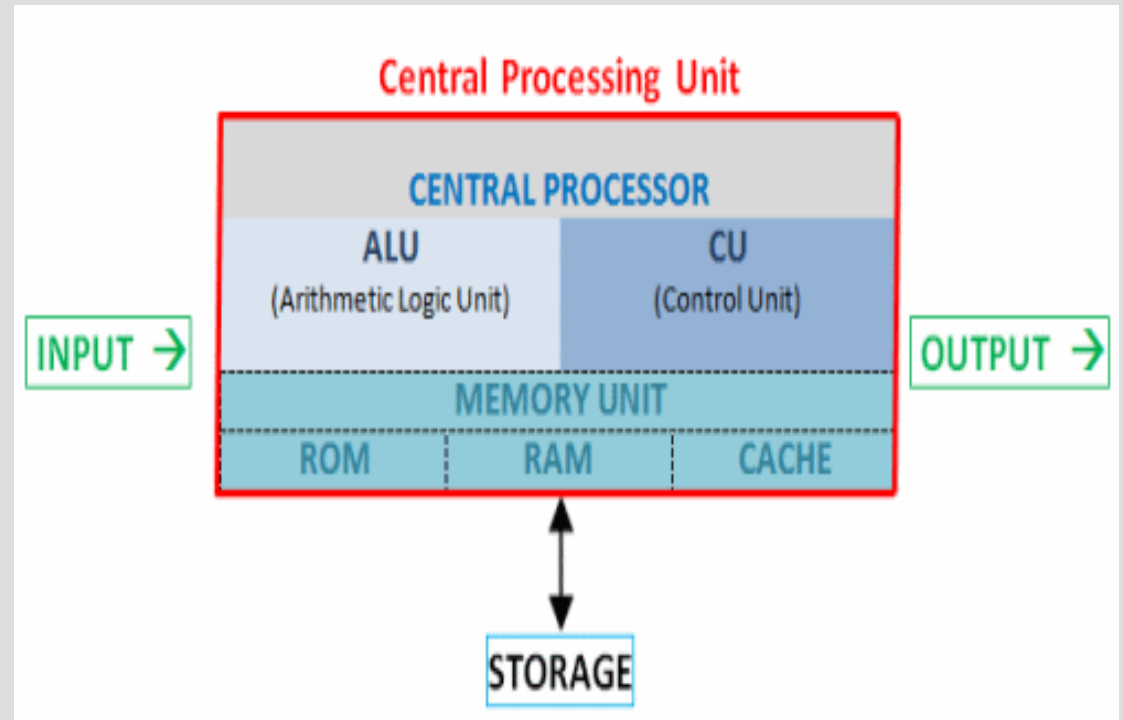 Central Processing Unit
CENTRAL PROCESSOR
ALU
(Arithmetic Logic Unit)
CU
(Control Unit)
INPUT →
OUTPUT →
MEMORY UNIT
ROM
RAM
CACHE
STORAGE